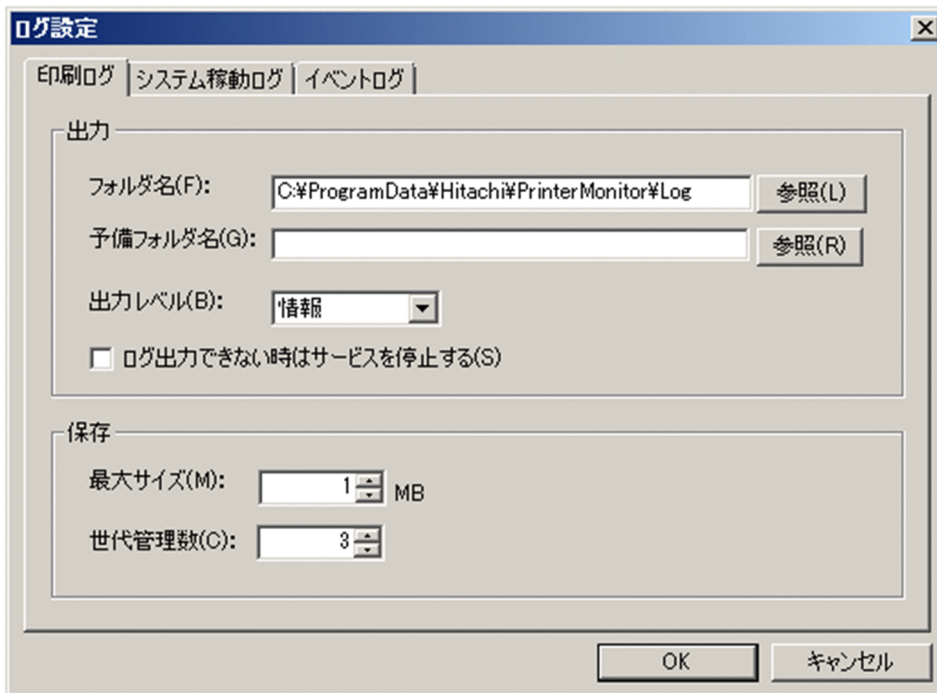 ログ設定
印刷ログ システム稼動ログ イベントログ
出力
フォルダ名(F): C:¥ProgramData¥Hitachi¥PrinterMonitor¥Log 参照(L)
予備フォルダ名(G): 参照(R)
出力レベル(B): 情報
ログ出力できない時はサービスを停止する(S)
保存
最大サイズ(M): 1 MB
世代管理数(C): 3
OK キャンセル